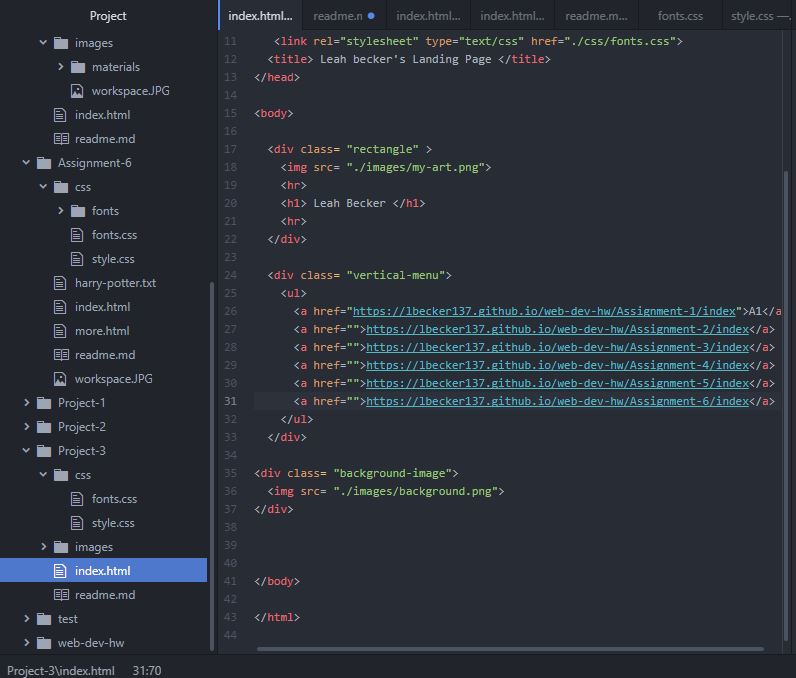 Project
images
materials
workspace.JPG
index.html
readme.md
Assignment-6
css
fonts
fonts.css
style.css
harry-potter.txt
index.html
more.html
readme.md
workspace.JPG
Project-1
Project-2
Project-3
css
fonts.css
style.css
images
index.html
readme.md
test
web-dev-hw
index.html...
readme.n
index.html...
index.html...
readme.m...
fonts.css
style.css —
11 <link rel="stylesheet" type="text/css" href="./css/fonts.css">
12 <title> Leah becker's Landing Page </title>
13 </head>
14
15 <body>
16
17 <div class= "rectangle" >
18 <img src= "./images/my-art.png">
19 <hr>
20 <h1> Leah Becker </h1>
21 <hr>
22 </div>
23
24 <div class= "vertical-menu">
25 <ul>
26 <a href="https://lbecker137.github.io/web-dev-hw/Assignment-1/index">A1</a
27 <a href="">https://lbecker137.github.io/web-dev-hw/Assignment-2/index</a>
28 <a href="">https://lbecker137.github.io/web-dev-hw/Assignment-3/index</a>
29 <a href="">https://lbecker137.github.io/web-dev-hw/Assignment-4/index</a>
30 <a href="">https://lbecker137.github.io/web-dev-hw/Assignment-5/index</a>
31 <a href="">https://lbecker137.github.io/web-dev-hw/Assignment-6/index</a>
32 </ul>
33 </div>
34
35 <div class= "background-image">
36 <img src= "./images/background.png">
37 </div>
38
39
40
41 </body>
42
43 </html>
44
Project-3\index.html 31:70